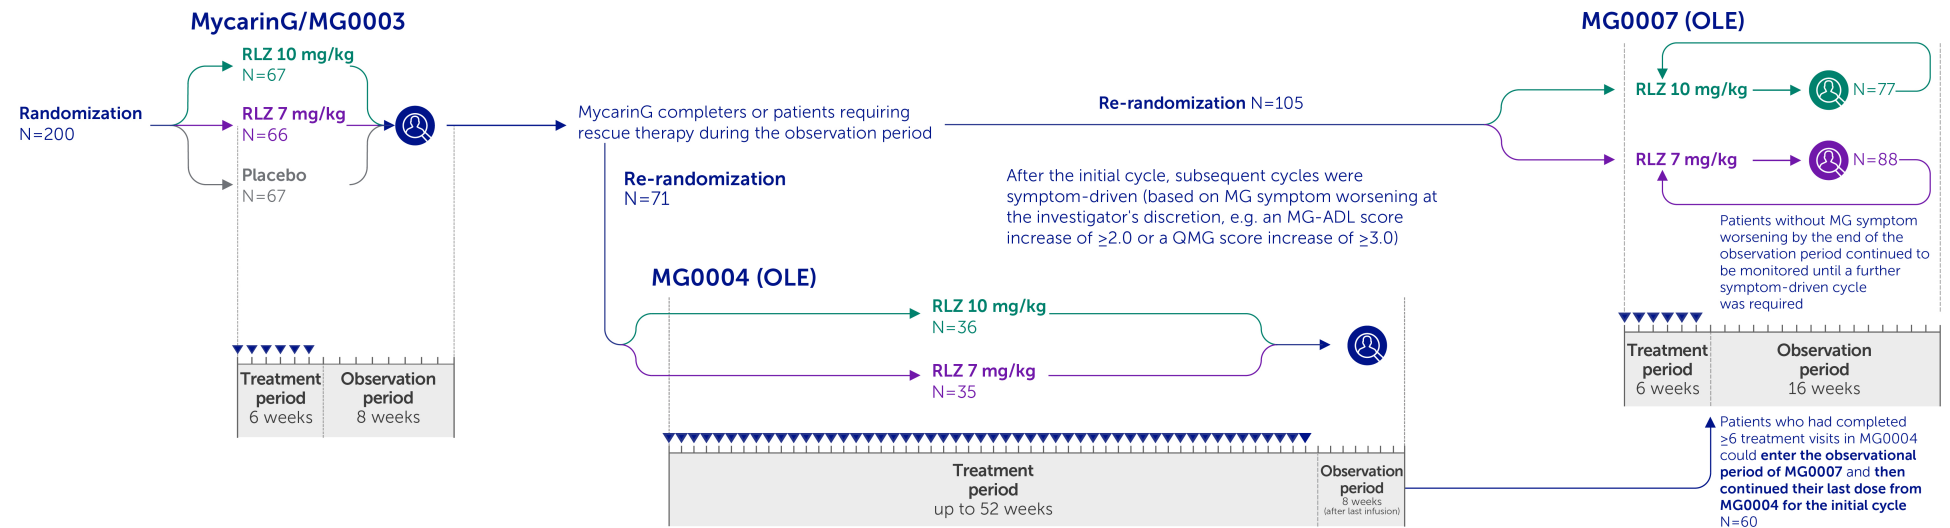 MycarinG/MG0003
RLZ 10 mg/kg
N=67
Randomization
N=200
RLZ 7 mg/kg
N=66
Placebo
N=67
Treatment
period
6 weeks
Observation
period
8 weeks
MycarinG completers or patients requiring
rescue therapy during the observation period
Re-randomization
N=71
Re-randomization N=105
After the initial cycle, subsequent cycles were
symptom-driven (based on MG symptom worsening at
the investigator's discretion, e.g. an MG-ADL score
increase of ≥2.0 or a QMG score increase of ≥3.0)
MG0004 (OLE)
RLZ 10 mg/kg
N=36
RLZ 7 mg/kg
N=35
Treatment
period
up to 52 weeks
Observation
period
8 weeks
(after last infusion)
MG0007 (OLE)
RLZ 10 mg/kg
N=77
RLZ 7 mg/kg
N=88
Patients without MG symptom
worsening by the end of the
observation period continued to
be monitored until a further
symptom-driven cycle
was required
Treatment
period
6 weeks
Observation
period
16 weeks
Patients who had completed
≥6 treatment visits in MG0004
could enter the observational
period of MG0007 and then
continued their last dose from
MG0004 for the initial cycle
N=60